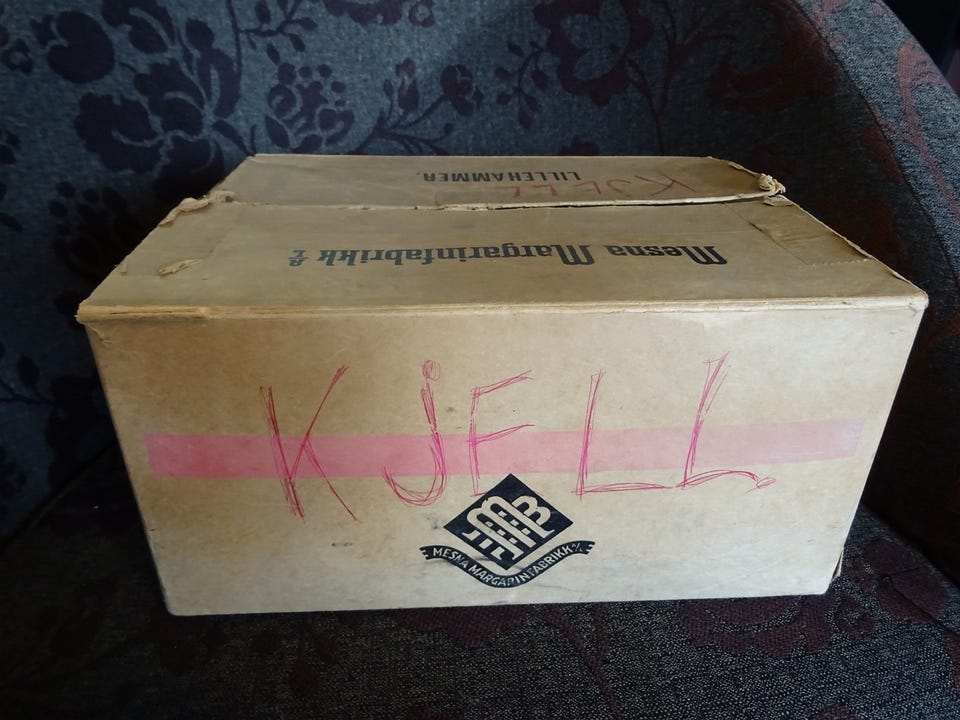 LILLEHAMMER.
KJELL
Mesna Margarinfabrikk A/S
KJELL
MESNA MARGARINFABRIKK A/S